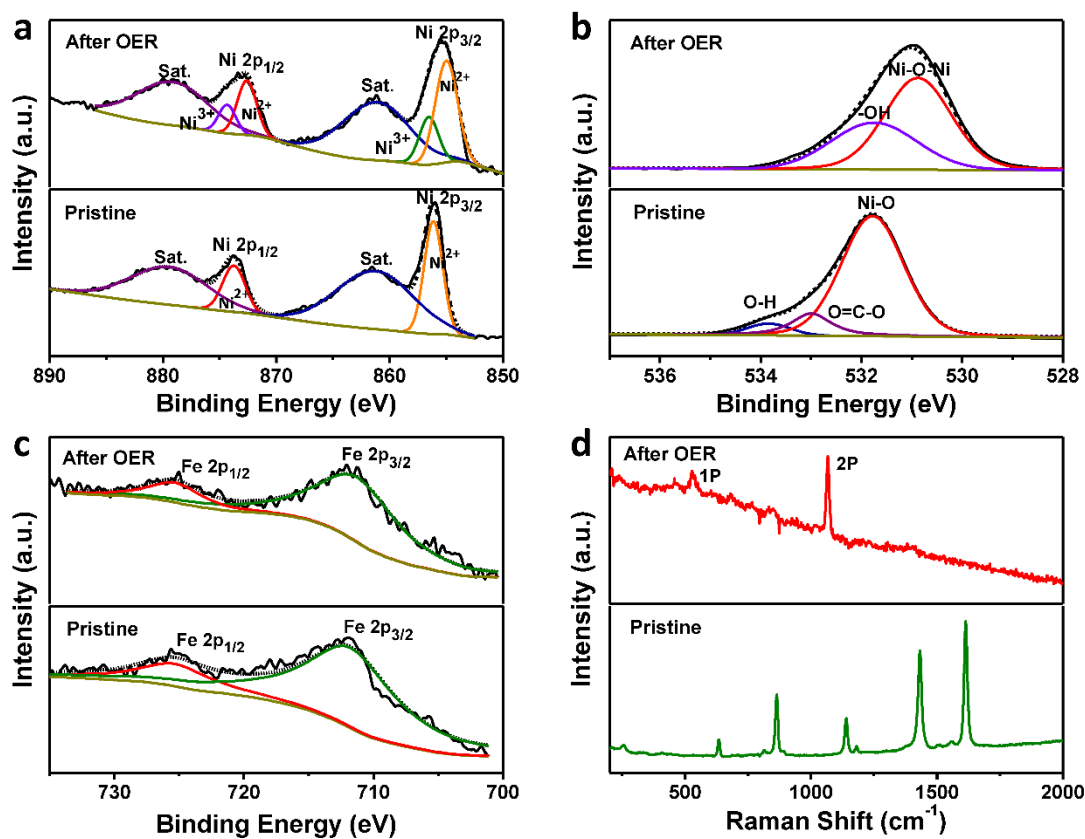 a
After OER
Ni 2p1/2
Ni 2p3/2
Sat.
Sat.
Ni2+
Ni3+
Ni2+
Ni3+
Pristine
Ni 2p3/2
Ni 2p1/2
Sat.
Sat.
Ni2+
Ni2+
Intensity (a.u.)
890 880 870 860 850
Binding Energy (eV)
b
After OER
Ni-O-Ni
-OH
Pristine
Ni-O
O-H
O=C-O
Intensity (a.u.)
536 534 532 530 528
Binding Energy (eV)
c
After OER
Fe 2p1/2
Fe 2p3/2
Pristine
Fe 2p1/2
Fe 2p3/2
Intensity (a.u.)
730 720 710 700
Binding Energy (eV)
d
After OER
1P
2P
Pristine
Intensity (a.u.)
500 1000 1500 2000
Raman Shift (cm-1)